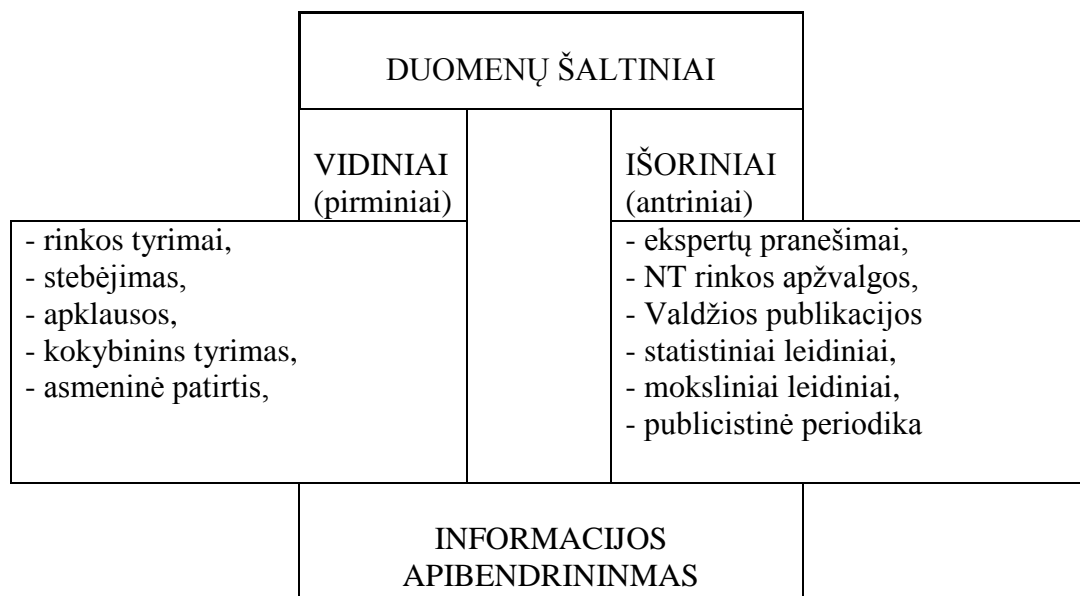 DUOMENŲ ŠALTINIAI
VIDINIAI
(pirminiai)
- rinkos tyrimai,
- stebėjimas,
- apklausos,
- kokybinins tyrimas,
- asmeninė patirtis,
IŠORINIAI
(antriniai)
- ekspertų pranešimai,
- NT rinkos apžvalgos,
- Valdžios publikacijos
- statistiniai leidiniai,
- moksliniai leidiniai,
- publicistinė periodika
INFORMACIJOS
APIBENDRININMAS